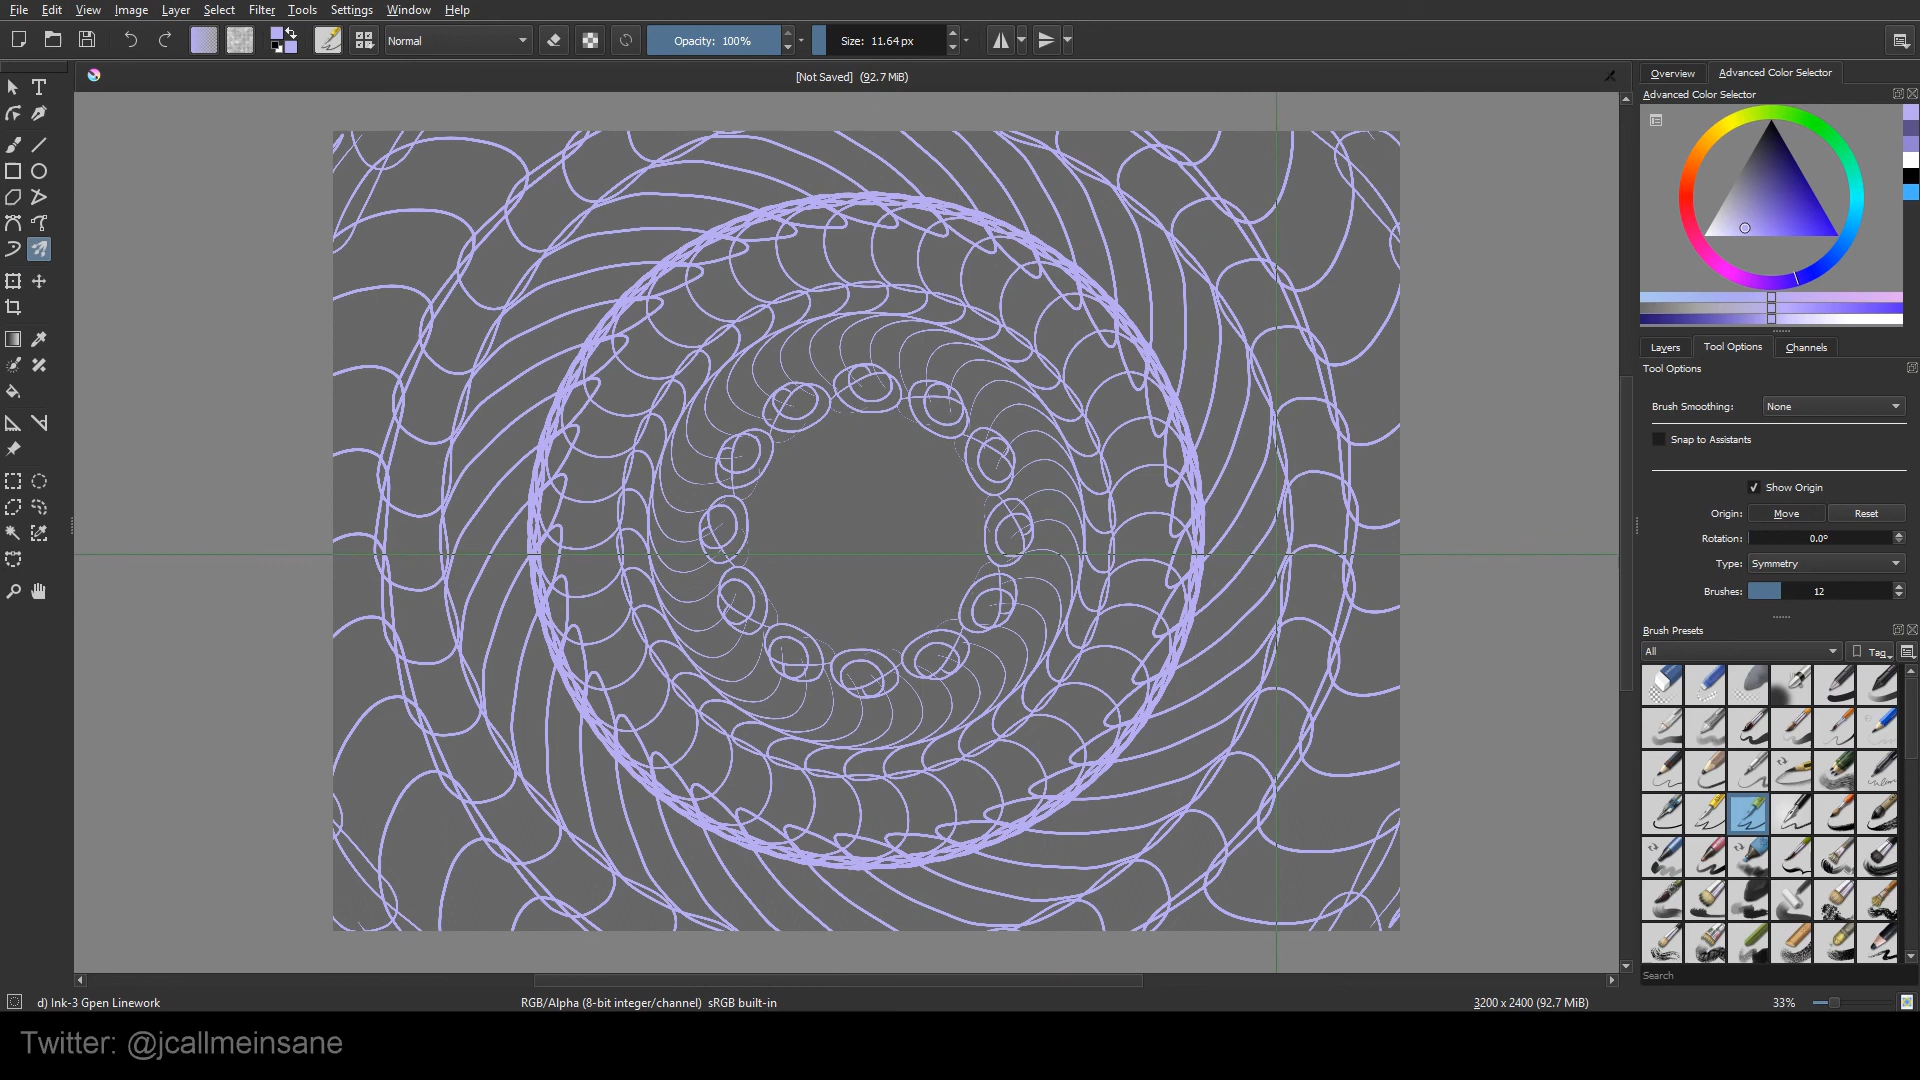 File Edit View Image Layer Select Filter Tools Settings Window Help
Normal Opacity: 100% Size: 11.64 px
[Not Saved] (92.7 MiB)
Overview Advanced Color Selector
Advanced Color Selector
Layers Tool Options Channels
Tool Options
Brush Smoothing: None
Snap to Assistants
Show Origin
Origin: Move Reset
Rotation: 0.0°
Type: Symmetry
Brushes: 12
Brush Presets
All Tag
Search
d) Ink-3 Gpen Linework RGB/Alpha (8-bit integer/channel) sRGB built-in 3200 x 2400 (92.7 MiB) 33%
Twitter: @jcallmeinsane